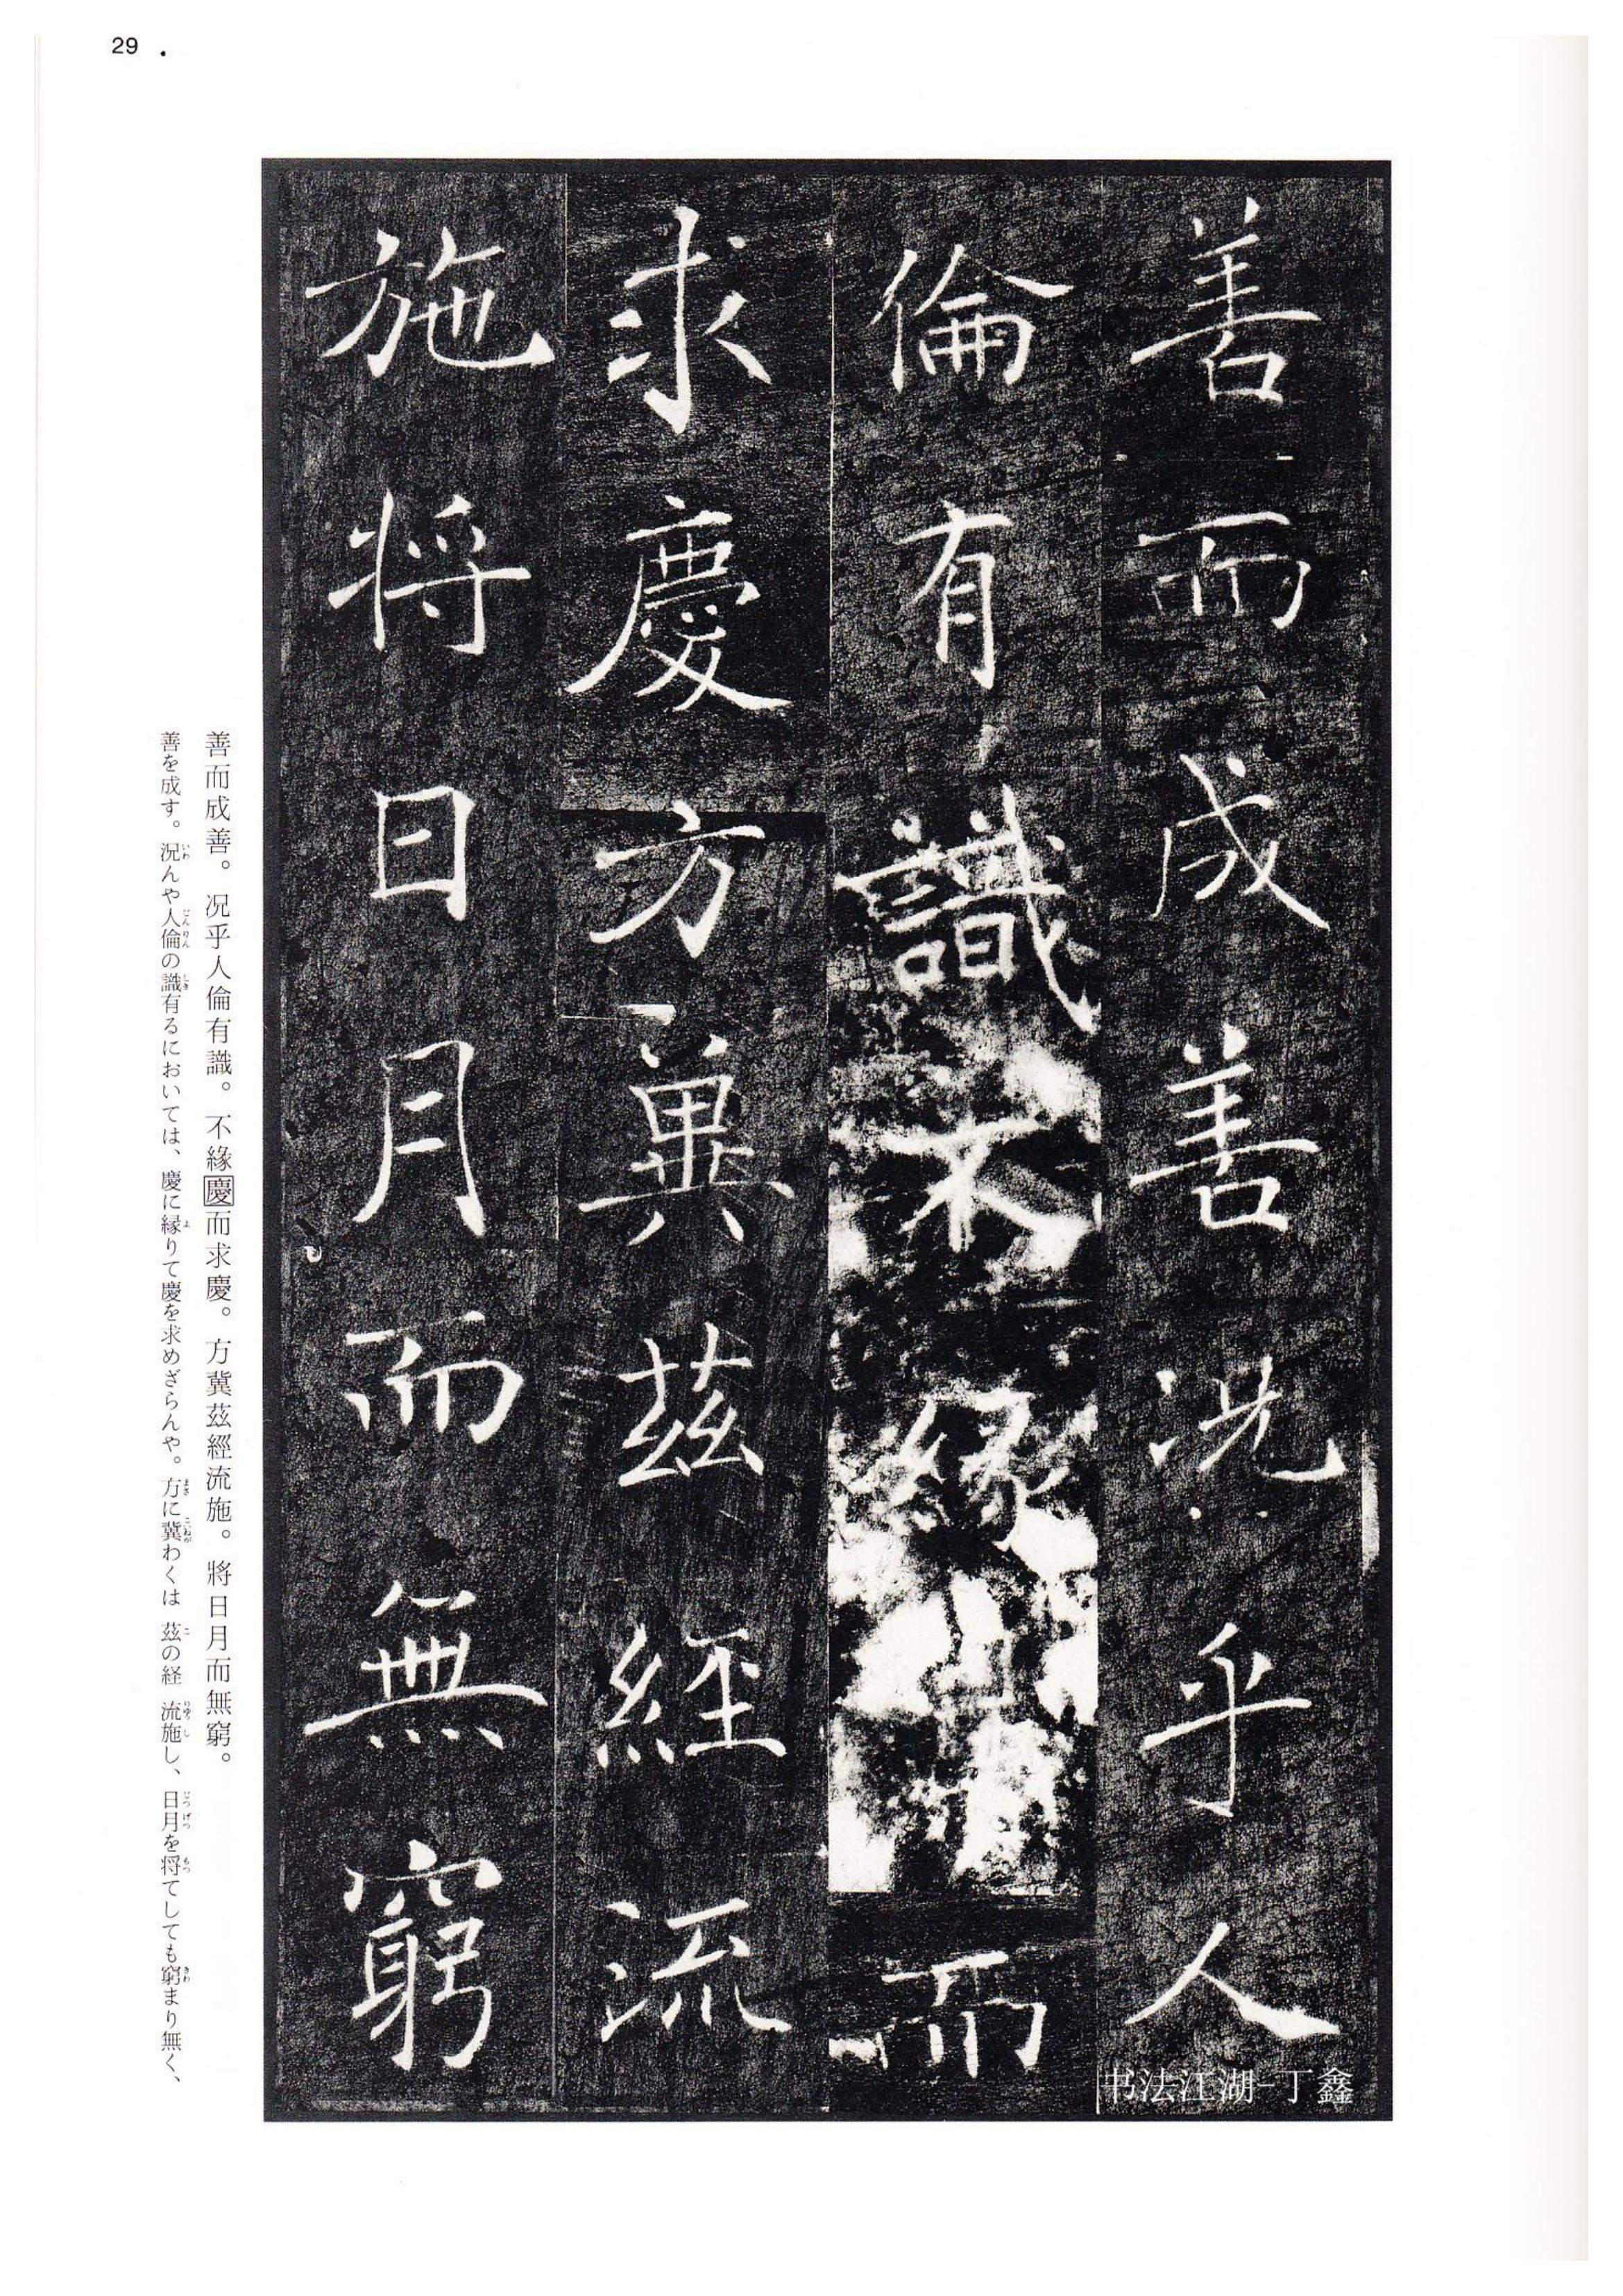 29
善而成善況乎人
倫有識不緣而
求慶方冀茲經流
施將日月而無窮
书法江湖-丁鑫
善而成善。況乎人倫有識。不緣慶而求慶。方冀茲經流施。將日月而無窮。
善を成す。況んや人倫の識有るにおいては、慶に縁りて慶を求めざらんや。方に冀わくは茲の経流施し、日月を将てしても窮まり無く、